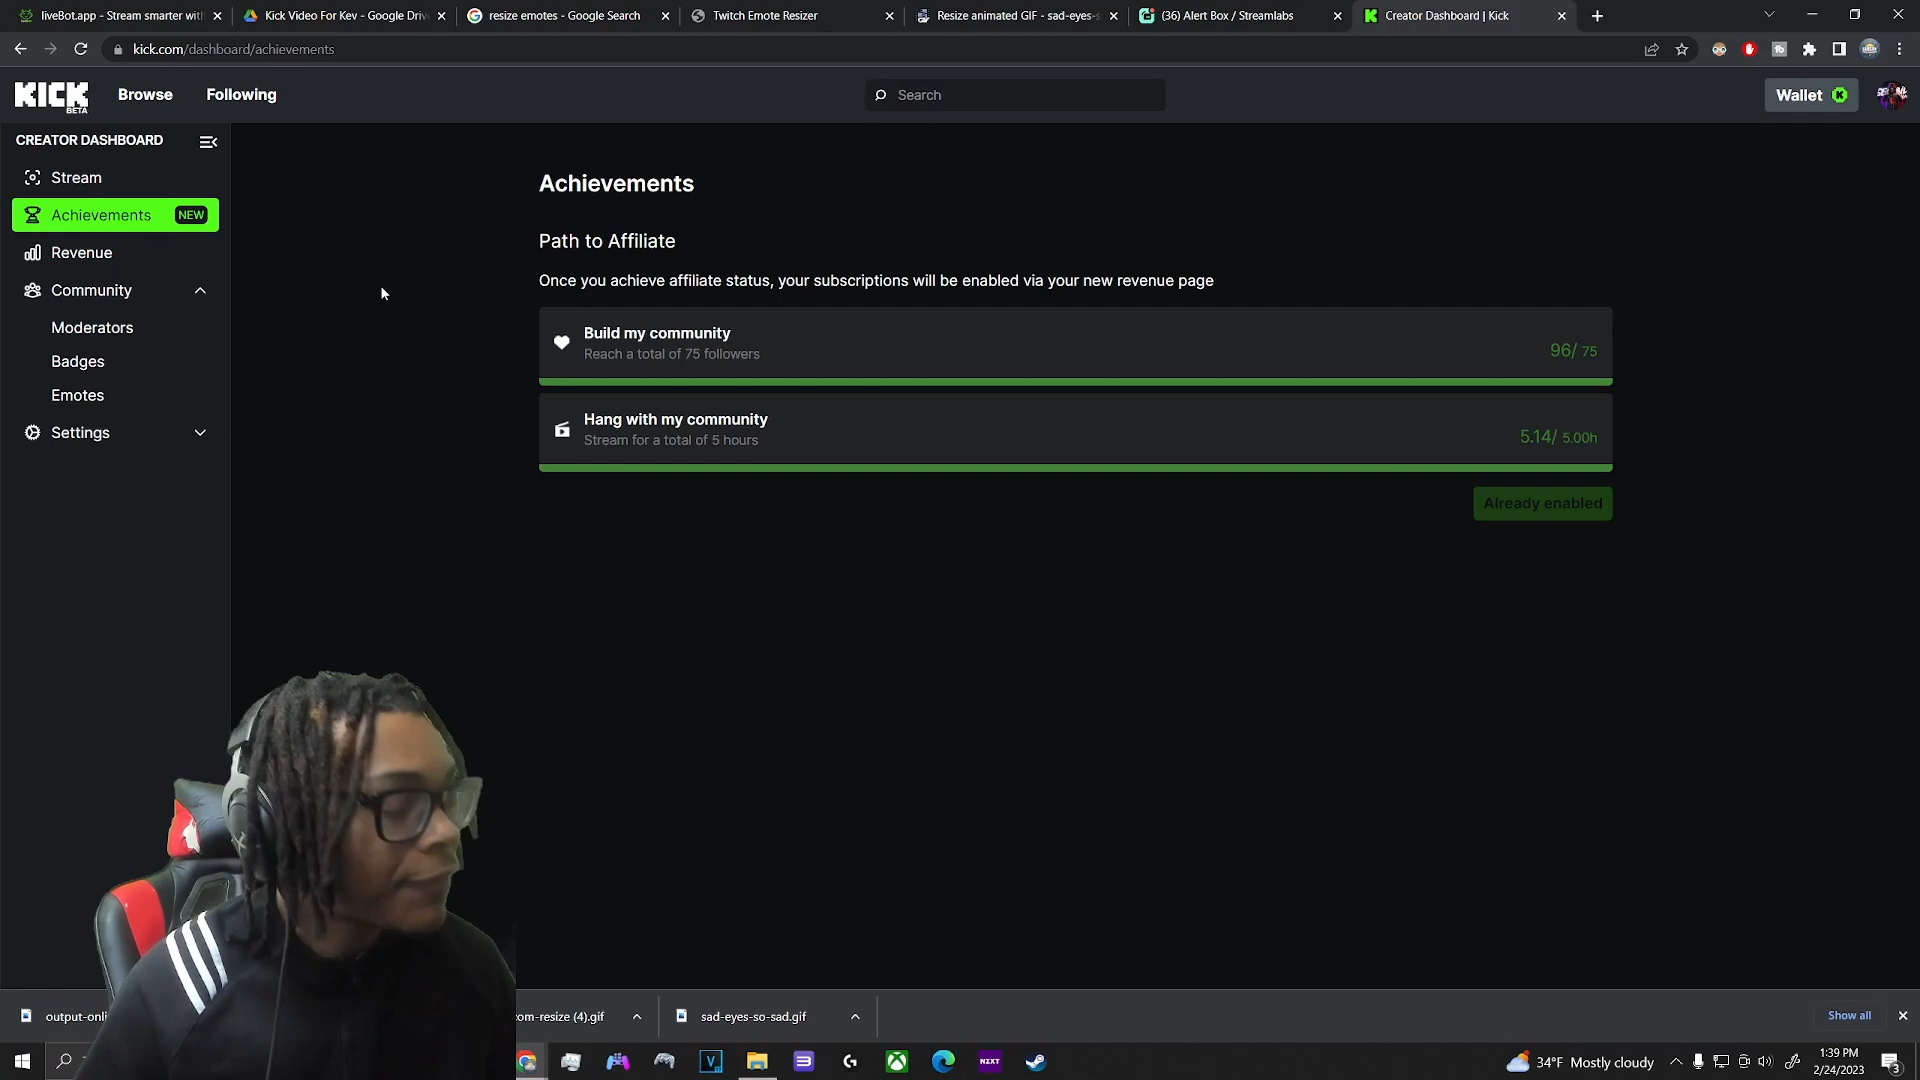 liveBot.app - Stream smarter with
Kick Video For Kev - Google Driv
resize emotes - Google Search
Twitch Emote Resizer
Resize animated GIF - sad-eyes-s
(36) Alert Box / Streamlabs
Creator Dashboard | Kick
kick.com/dashboard/achievements
KICK
BETA
Browse
Following
Search
Wallet
CREATOR DASHBOARD
Stream
Achievements
NEW
Revenue
Community
Moderators
Badges
Emotes
Settings
Achievements
Path to Affiliate
Once you achieve affiliate status, your subscriptions will be enabled via your new revenue page
Build my community
Reach a total of 75 followers
96/ 75
Hang with my community
Stream for a total of 5 hours
5.14/ 5.00h
Already enabled
output-onli
om-resize (4).gif
sad-eyes-so-sad.gif
Show all
NZXT
34°F Mostly cloudy
1:39 PM
2/24/2023
3